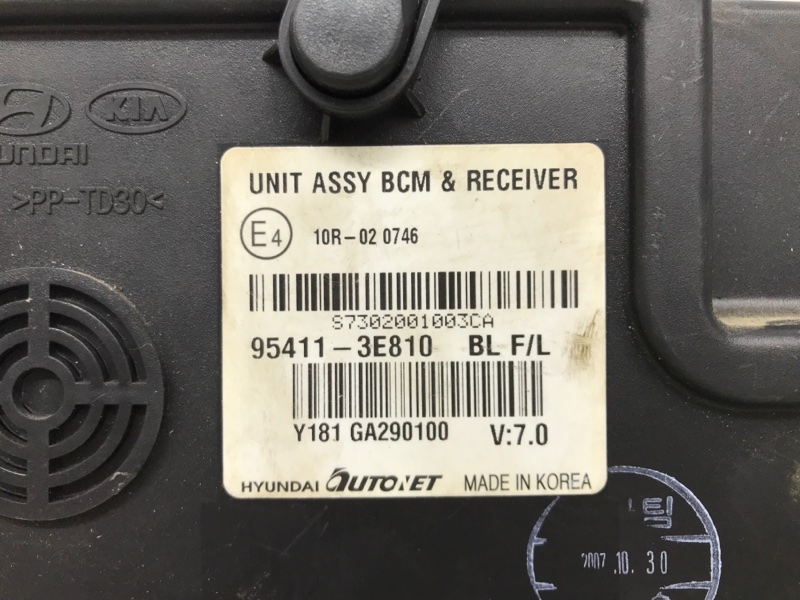 KIA
HYUNDAI
>PP-TD30<
UNIT ASSY BCM & RECEIVER
E4 10R-02 0746
S7302001003CA
95411-3E810 BL F/L
Y181 GA290100 V:7.0
HYUNDAI AUTONET MADE IN KOREA
팀
2007.10.30